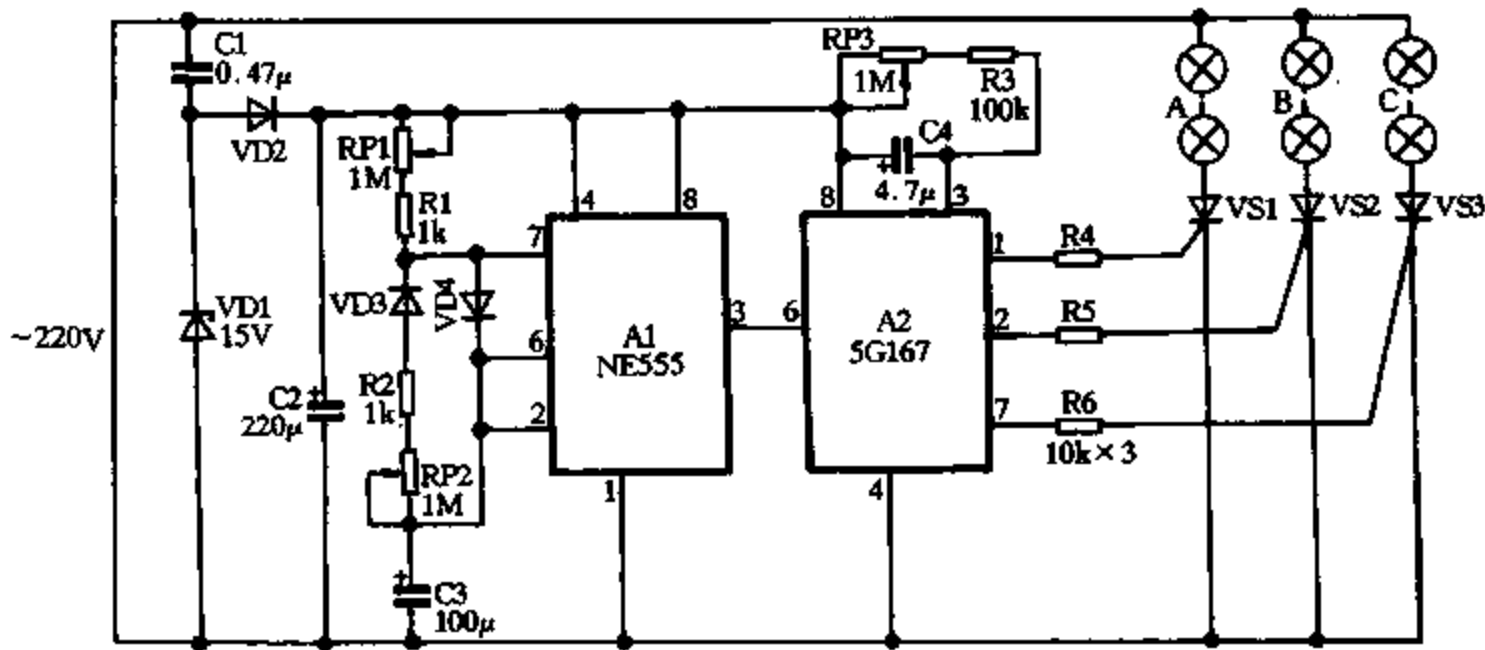 C1
0.47μ
VD2
VD1
15V
~220V
C2
220μ
RP1
1M
R1
1k
VD3
VD4
R2
1k
RP2
1M
C3
100μ
4
8
7
6
2
3
1
A1
NE555
RP3
1M
R3
100k
C4
4.7μ
8
3
6
1
2
7
4
A2
5G167
R4
R5
R6
10k×3
A
B
C
VS1
VS2
VS3
+
+
+